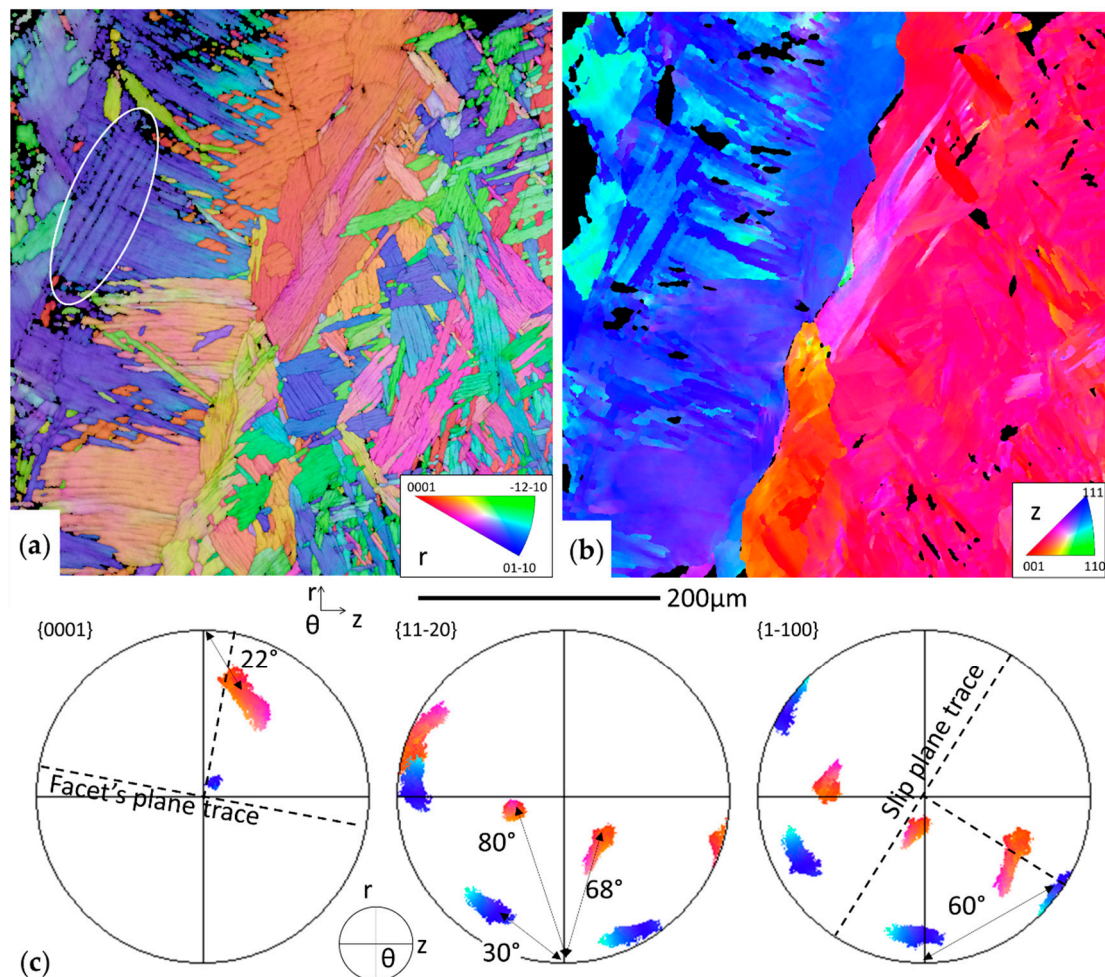 0001 -12-10
r
01-10
(a)
z
111
001 110
(b)
r
θ z
200µm
{0001}
22°
Facet's plane trace
{11-20}
80°
68°
30°
{1-100}
Slip plane trace
60°
r
θ z
(c)